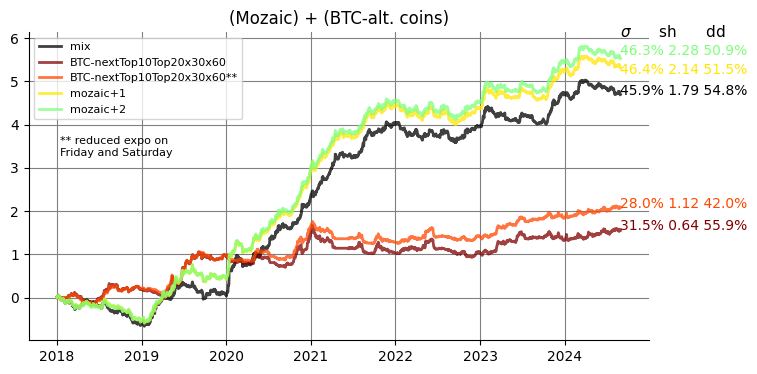 (Mozaic) + (BTC-alt. coins)
σ sh dd
mix
BTC-nextTop10Top20x30x60
BTC-nextTop10Top20x30x60**
mozaic+1
mozaic+2
** reduced expo on
Friday and Saturday
46.3% 2.28 50.9%
46.4% 2.14 51.5%
45.9% 1.79 54.8%
28.0% 1.12 42.0%
31.5% 0.64 55.9%
6
5
4
3
2
1
0
2018 2019 2020 2021 2022 2023 2024